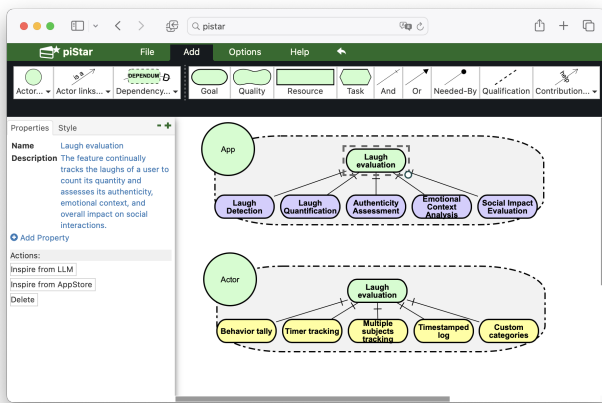 pistar
piStar File Add Options Help
is a DEPENDUM D help
Actor... Actor links... Dependency... Goal Quality Resource Task And Or Needed-By Qualification Contribution...
Properties Style - +
Name Laugh evaluation
Description The feature continually
tracks the laughs of a user to
count its quantity and
assesses its authenticity,
emotional context, and
overall impact on social
interactions.
Add Property
Actions:
Inspire from LLM
Inspire from AppStore
Delete
App
Laugh
evaluation
Laugh
Detection
Laugh
Quantification
Authenticity
Assessment
Emotional
Context
Analysis
Social Impact
Evaluation
Actor
Laugh
evaluation
Behavior tally
Timer tracking
Multiple
subjects
tracking
Timestamped
log
Custom
categories